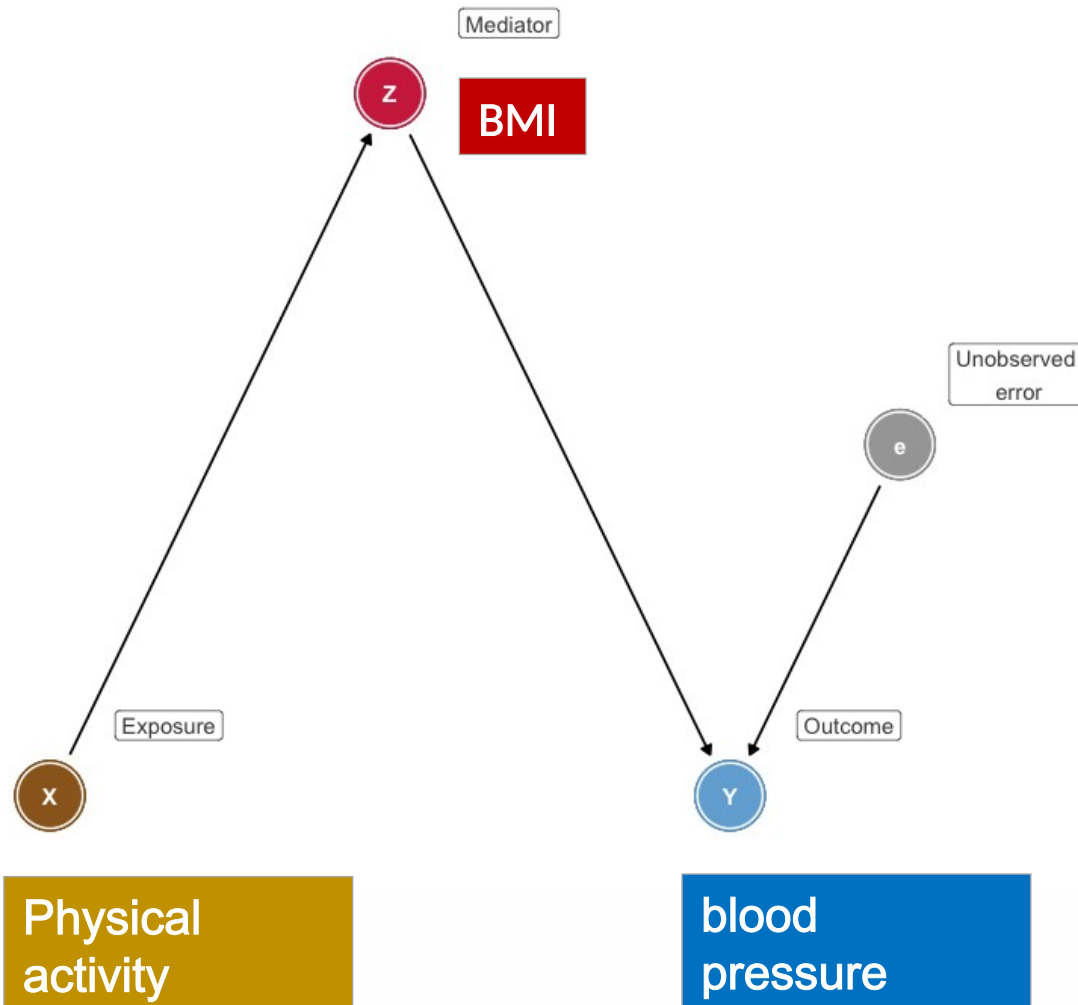 Mediator
Z
BMI
Unobserved
error
e
Exposure
Outcome
X
Y
Physical
activity
blood
pressure